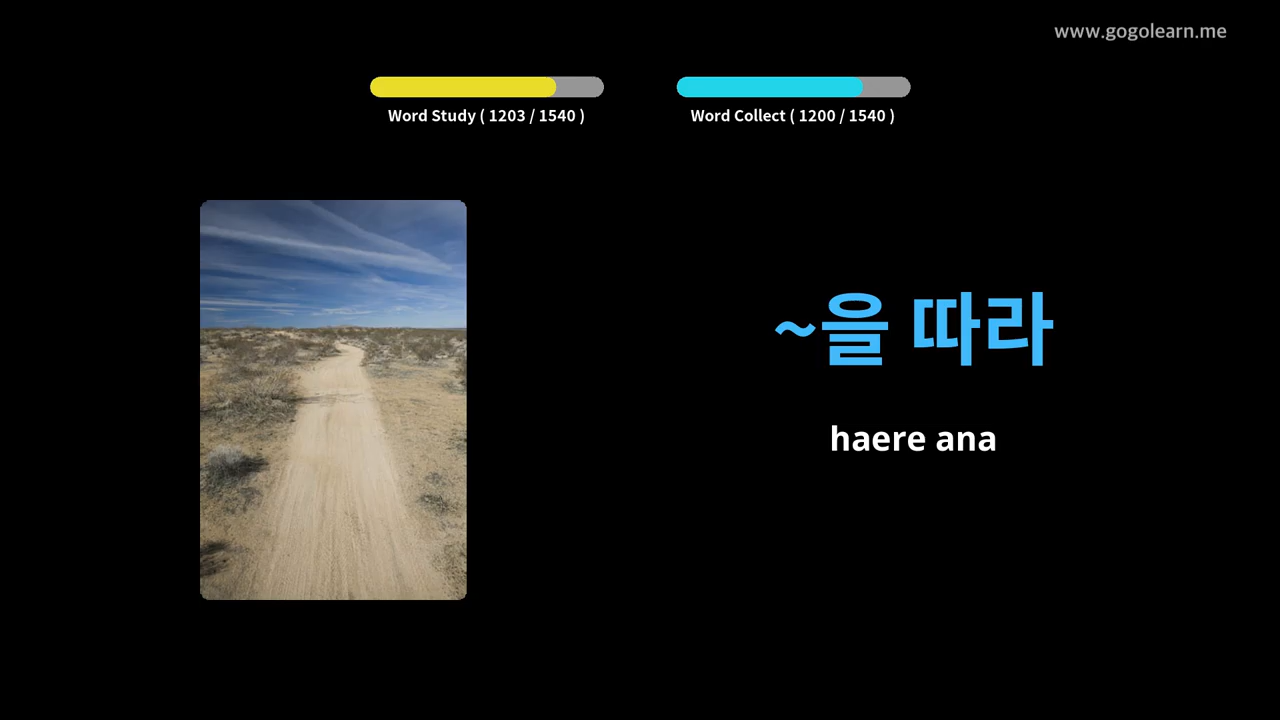 www.gogolearn.me
Word Study ( 1203 / 1540 )
Word Collect ( 1200 / 1540 )
~을 따라
haere ana